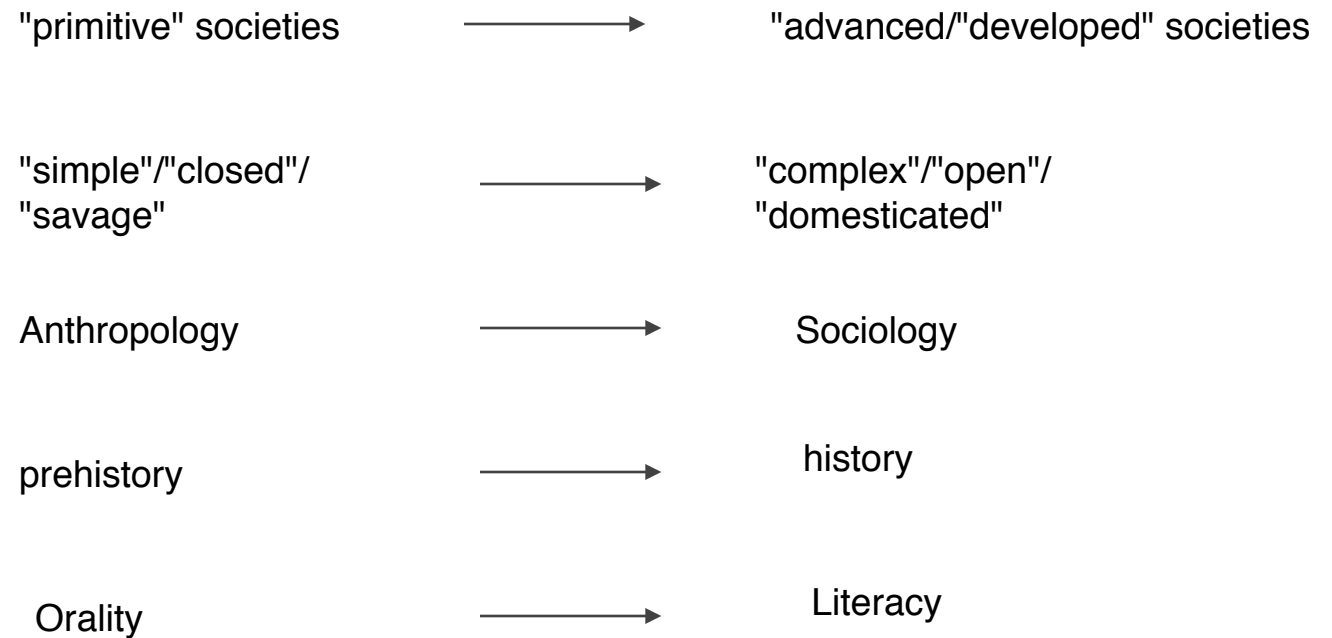 "primitive" societies
"advanced/"developed" societies
"simple"/"closed"/
"savage"
"complex"/"open"/
"domesticated"
Anthropology
Sociology
prehistory
history
Orality
Literacy